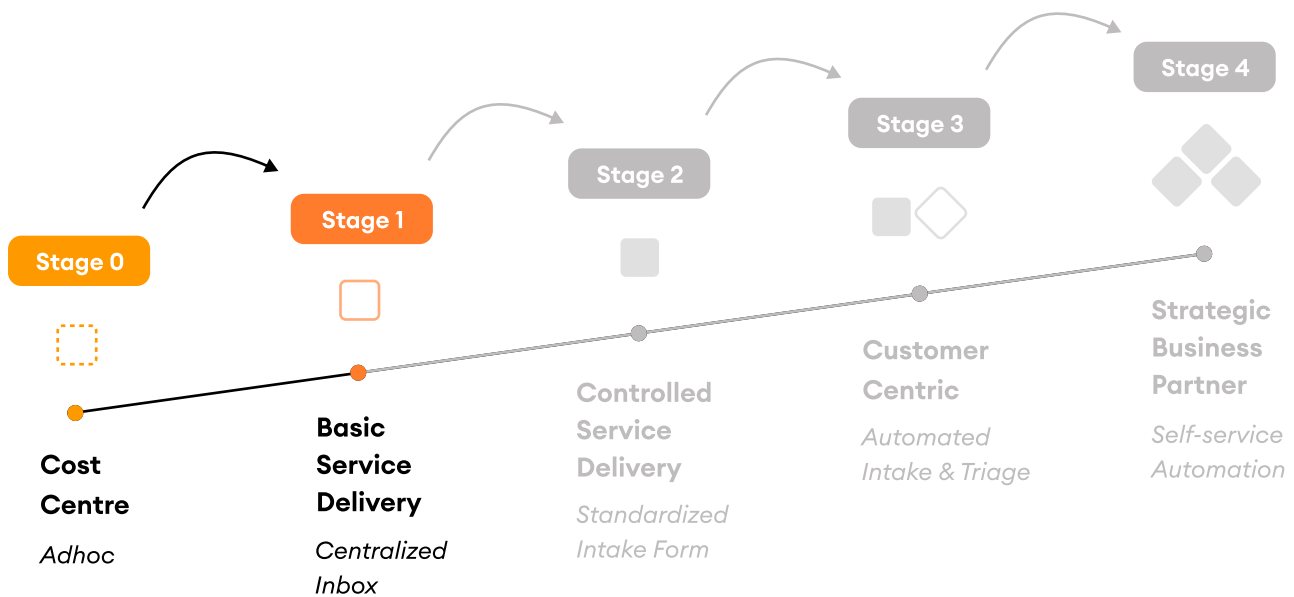 Stage 0
Cost
Centre
Adhoc
Stage 1
Basic
Service
Delivery
Centralized
Inbox
Stage 2
Controlled
Service
Delivery
Standardized
Intake Form
Stage 3
Customer
Centric
Automated
Intake & Triage
Stage 4
Strategic
Business
Partner
Self-service
Automation